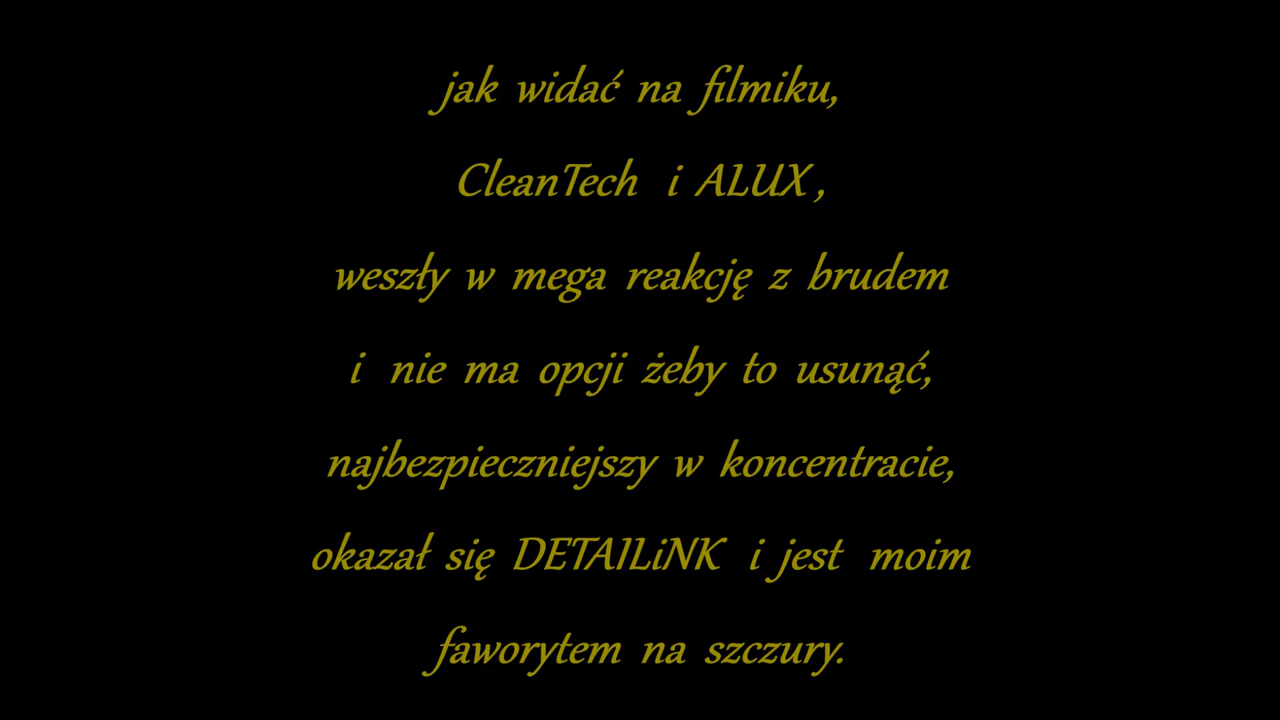 jak widać na filmiku,
CleanTech i ALUX ,
weszły w mega reakcję z brudem
i nie ma opcji żeby to usunąć,
najbezpieczniejszy w koncentracie,
okazał się DETAILiNK i jest moim
faworytem na szczury.